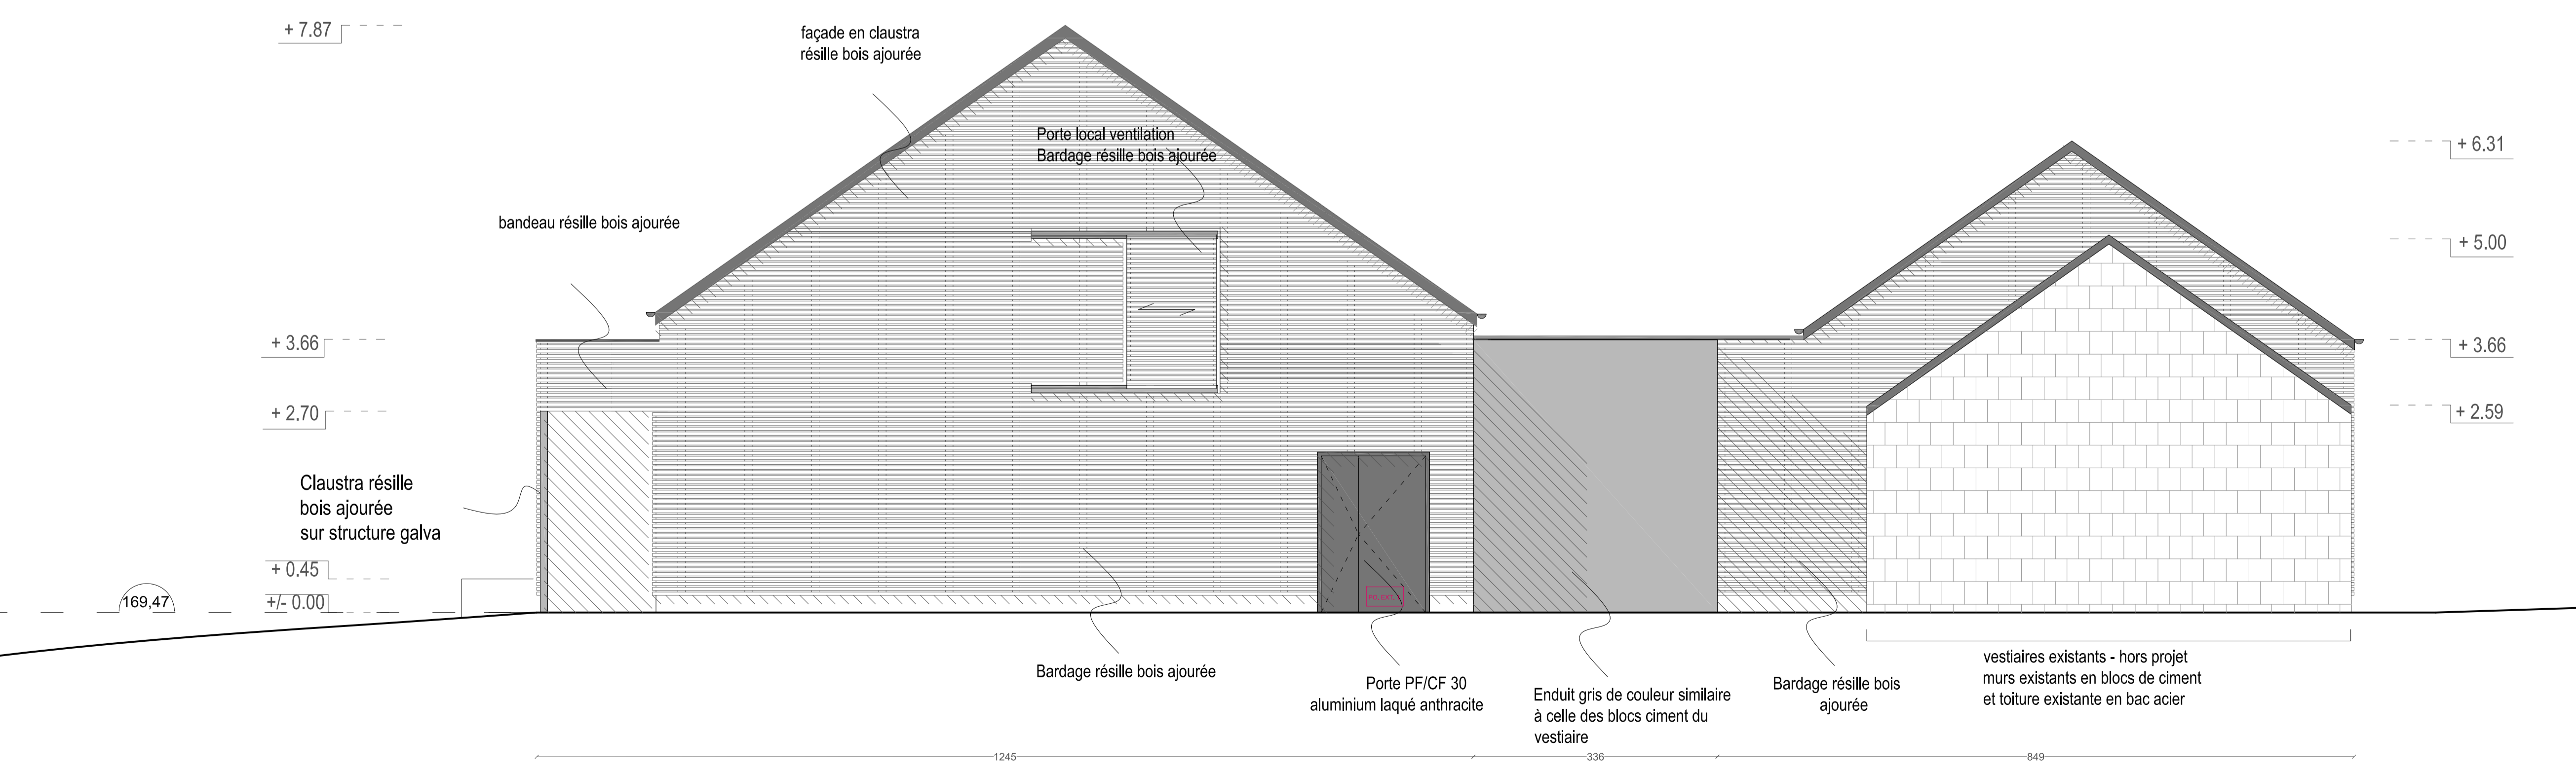 + 7.87
façade en claustra
résille bois ajourée
Porte local ventilation
Bardage résille bois ajourée
+ 6.31
bandeau résille bois ajourée
+ 5.00
+ 3.66
+ 3.66
+ 2.70
+ 2.59
Claustra résille
bois ajourée
sur structure galva
+ 0.45
+/- 0.00
169,47
PO. EXT.
Bardage résille bois ajourée
Porte PF/CF 30
aluminium laqué anthracite
Enduit gris de couleur similaire
à celle des blocs ciment du
vestiaire
Bardage résille bois
ajourée
vestiaires existants - hors projet
murs existants en blocs de ciment
et toiture existante en bac acier
1245
336
849